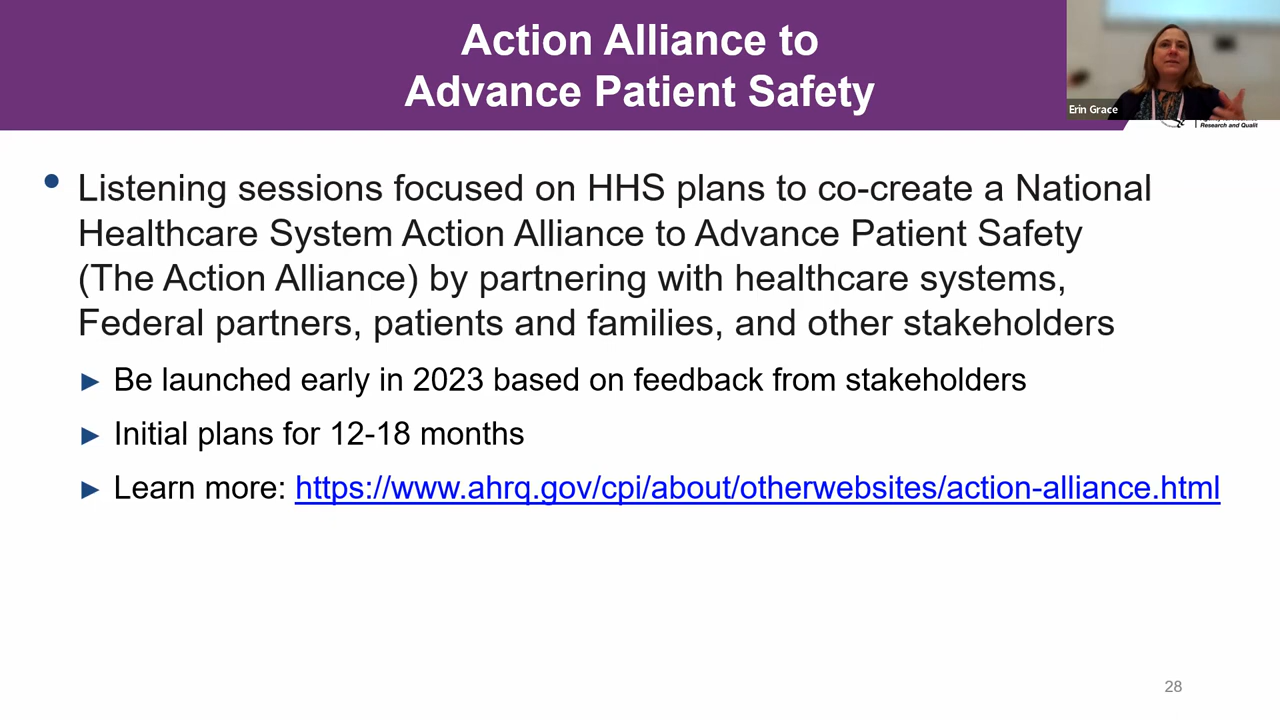 Action Alliance to
Advance Patient Safety
Erin Grace
Research and Qualit
• Listening sessions focused on HHS plans to co-create a National
Healthcare System Action Alliance to Advance Patient Safety
(The Action Alliance) by partnering with healthcare systems,
Federal partners, patients and families, and other stakeholders
► Be launched early in 2023 based on feedback from stakeholders
► Initial plans for 12-18 months
► Learn more: https://www.ahrq.gov/cpi/about/otherwebsites/action-alliance.html
28